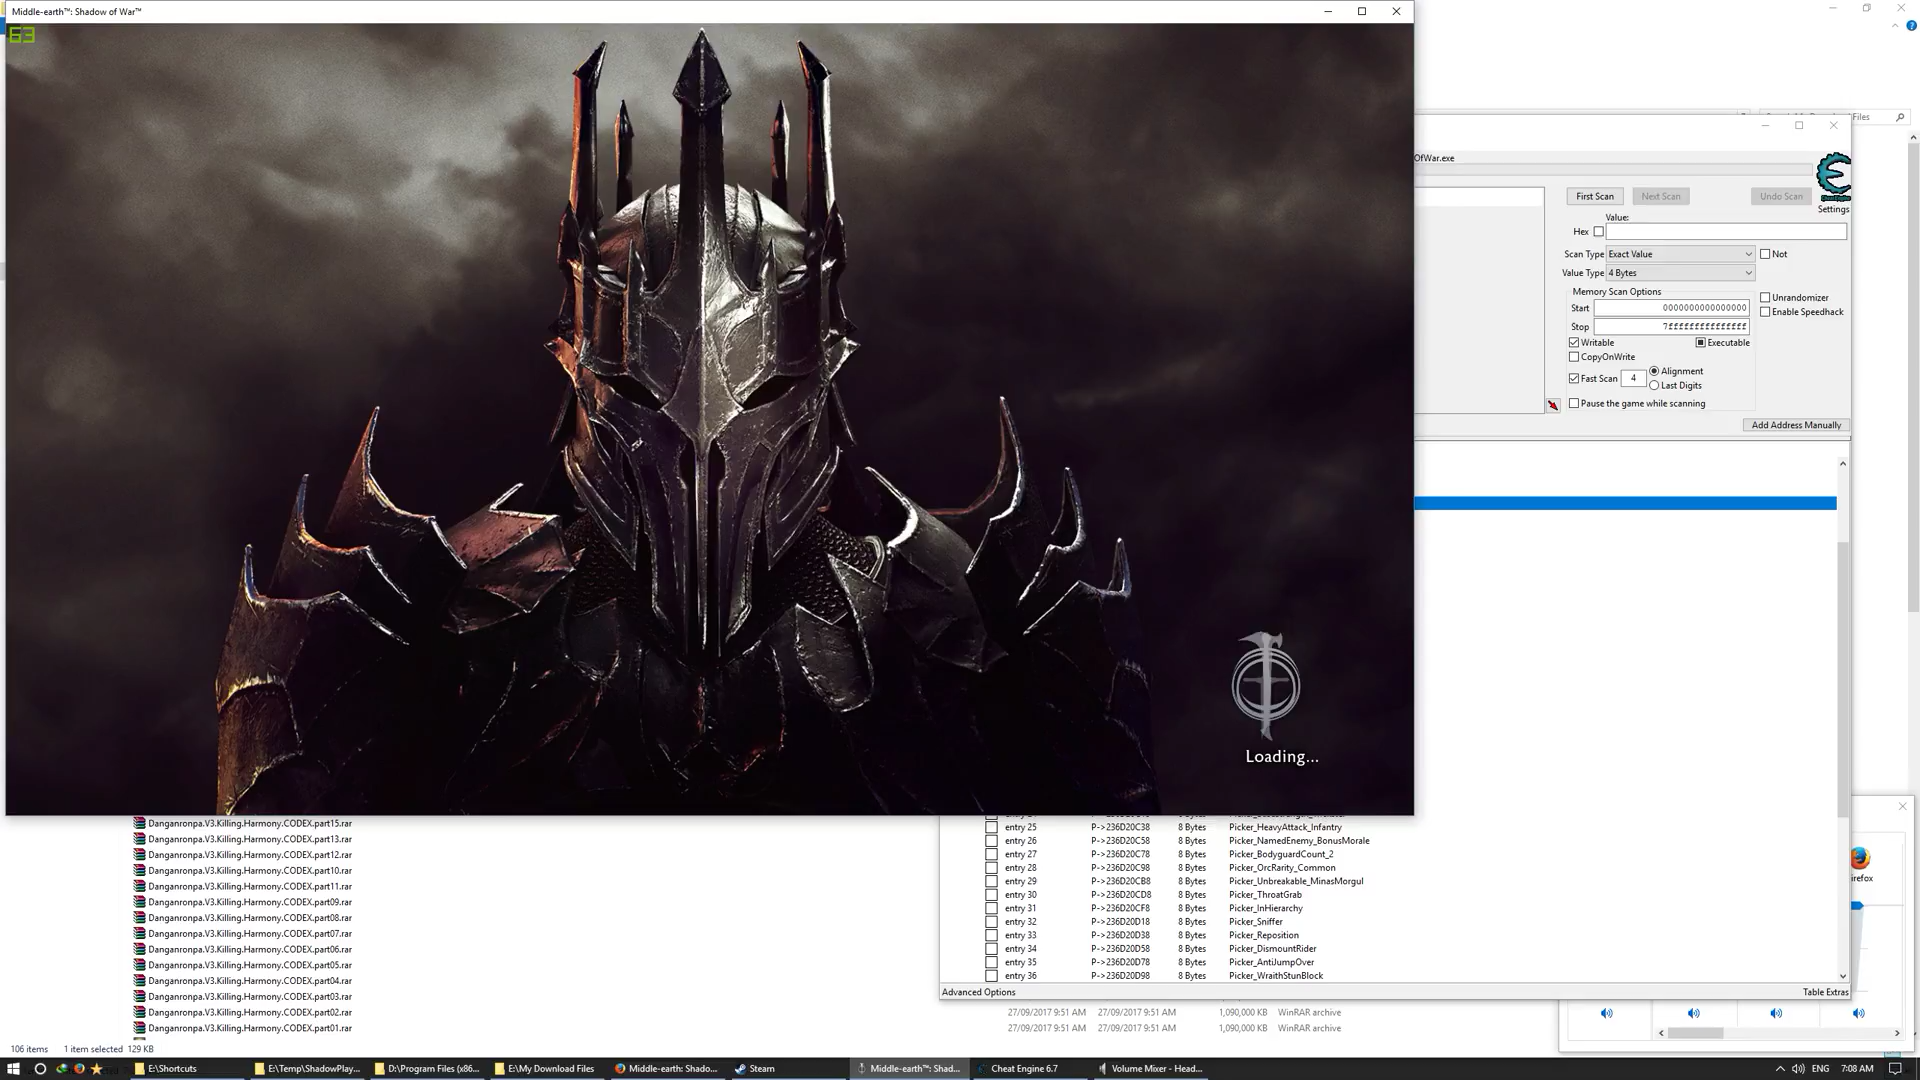 Middle-earth™: Shadow of War™
63
Loading...
Files
OfWar.exe
First Scan
Next Scan
Undo Scan
Settings
Value:
Hex
Scan Type
Exact Value
Not
Value Type
4 Bytes
Memory Scan Options
Start
0000000000000000
Unrandomizer
Stop
7fffffffffffffff
Enable Speedhack
Writable
Executable
CopyOnWrite
Fast Scan
4
Alignment
Last Digits
Pause the game while scanning
Add Address Manually
entry 25 P->236D20C38 8 Bytes Picker_HeavyAttack_Infantry
entry 26 P->236D20C58 8 Bytes Picker_NamedEnemy_BonusMorale
entry 27 P->236D20C78 8 Bytes Picker_BodyguardCount_2
entry 28 P->236D20C98 8 Bytes Picker_OrcRarity_Common
entry 29 P->236D20CB8 8 Bytes Picker_Unbreakable_MinasMorgul
entry 30 P->236D20CD8 8 Bytes Picker_ThroatGrab
entry 31 P->236D20CF8 8 Bytes Picker_InHierarchy
entry 32 P->236D20D18 8 Bytes Picker_Sniffer
entry 33 P->236D20D38 8 Bytes Picker_Reposition
entry 34 P->236D20D58 8 Bytes Picker_DismountRider
entry 35 P->236D20D78 8 Bytes Picker_AntiJumpOver
entry 36 P->236D20D98 8 Bytes Picker_WraithStunBlock
Advanced Options
Table Extras
irefox
Danganronpa.V3.Killing.Harmony.CODEX.part15.rar
Danganronpa.V3.Killing.Harmony.CODEX.part13.rar
Danganronpa.V3.Killing.Harmony.CODEX.part12.rar
Danganronpa.V3.Killing.Harmony.CODEX.part10.rar
Danganronpa.V3.Killing.Harmony.CODEX.part11.rar
Danganronpa.V3.Killing.Harmony.CODEX.part09.rar
Danganronpa.V3.Killing.Harmony.CODEX.part08.rar
Danganronpa.V3.Killing.Harmony.CODEX.part07.rar
Danganronpa.V3.Killing.Harmony.CODEX.part06.rar
Danganronpa.V3.Killing.Harmony.CODEX.part05.rar
Danganronpa.V3.Killing.Harmony.CODEX.part04.rar
Danganronpa.V3.Killing.Harmony.CODEX.part03.rar
Danganronpa.V3.Killing.Harmony.CODEX.part02.rar 27/09/2017 9:51 AM 27/09/2017 9:51 AM 1,090,000 KB WinRAR archive
Danganronpa.V3.Killing.Harmony.CODEX.part01.rar 27/09/2017 9:51 AM 27/09/2017 9:51 AM 1,090,000 KB WinRAR archive
106 items 1 item selected 129 KB
E:\Shortcuts
E:\Temp\ShadowPlay...
D:\Program Files (x86...
E:\My Download Files
Middle-earth: Shado...
Steam
Middle-earth™: Shad...
Cheat Engine 6.7
Volume Mixer - Head...
ENG
7:08 AM